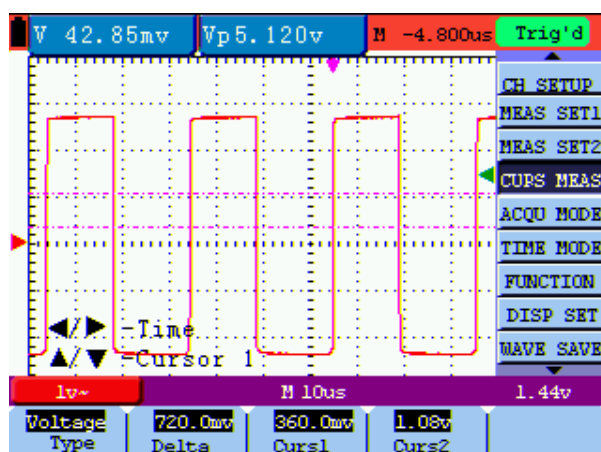 V 42.85mv Vp5.120v M -4.800us Trig'd
CH SETUP
MEAS SET1
MEAS SET2
CUPS MEAS
ACQU MODE
TIME MODE
FUNCTION
DISP SET
WAVE SAVE
◀/▶ -Time
▲/▼ -Cursor 1
1v~ M 10us 1.44v
Voltage 720.0mv 360.0mv 1.08v
Type Delta Curs1 Curs2